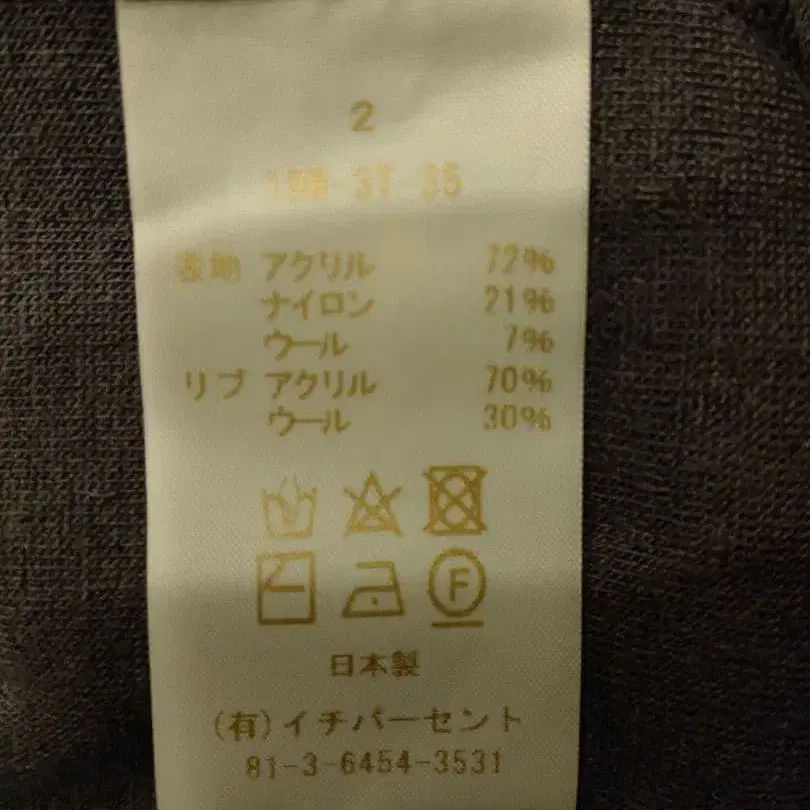 2
表地 アクリル 72%
ナイロン 21%
ウール 7%
リブ アクリル 70%
ウール 30%
F
日本製
(有)イチパーセント
81-3-6454-3531